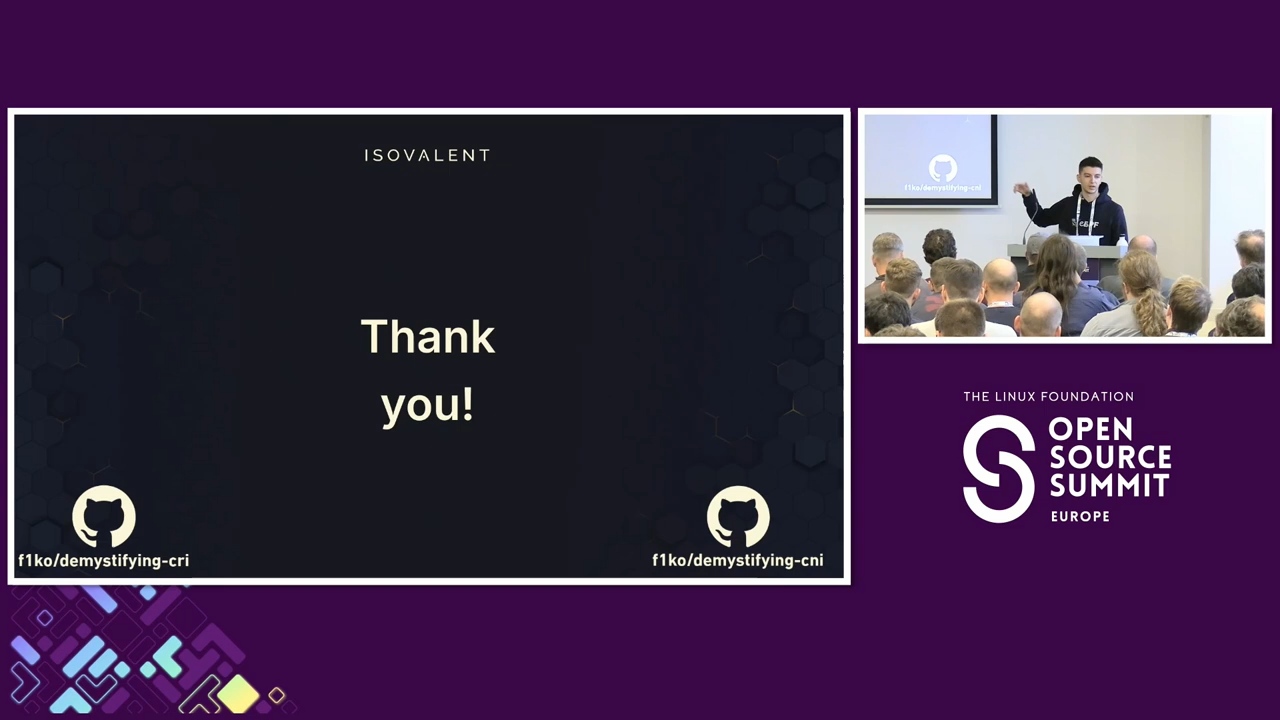 ISOVALENT
Thank
you!
f1ko/demystifying-cri
f1ko/demystifying-cni
f1ko/demystifying-cni
eBPF
THE LINUX FOUNDATION
OPEN
SOURCE
SUMMIT
EUROPE